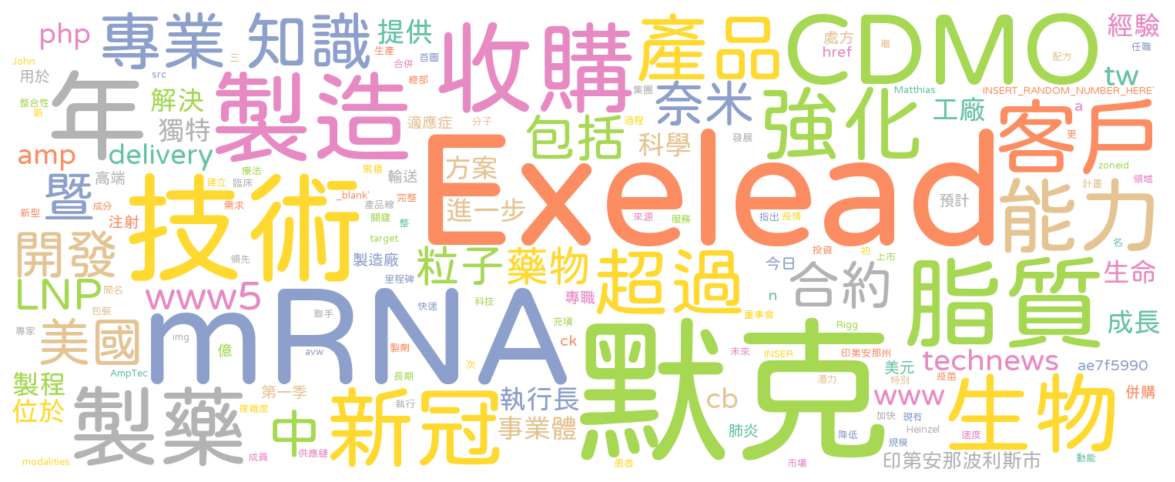 php
專業
知識
提供
收購
產品
CDMO
經驗
處方
href
任職
繼
tw
John
用於
src
三
生產
合併
首圖
總部
配方
年
製造
解決
獨特
整合性
新
適應症
分子
集團
奈米
包括
科學
過程
發展
強化
Matthias
INSERT_RANDOM_NUMBER_HERE'
工廠
a
更
客戶
amp
delivery
暨
高端
療法
建立
臨床
輸送
累積
方案
Exelead
zoneid
領域
計畫
能力
預計
新型
成分
注射
需求
產品線
_blank'
完整
關鍵
整
進一步
來源
服務
指出
疫情
名
技術
開發
領先
target
製造廠
里程碑
粒子
藥物
超過
投資
初
上市
今日
合約
脂質
生命
LNP
聞名
包裝
www5
mRNA
聯手
快速
科技
專職
n
董事會
成長
美國
專家
img
億
avw
製劑
充填
ck
Rigg
默克
未來
INSER
印第安那州
美元
特別
疫苗
technews
ae7f5990
AmpTec
長期
次
製程
位於
第一季
複雜度
執行
執行長
cb
潛力
www
併購
製藥
中
新冠
事業體
肺炎
加快
現有
Heinzel
降低
規模
速度
生物
modalities
成員
供應鏈
患者
市場
印第安那波利斯市
動能